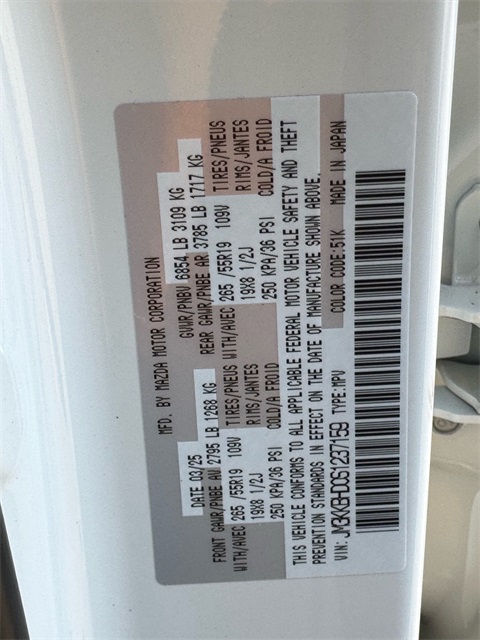 MFD. BY MAZDA MOTOR CORPORATION
DATE 03/25 GVWR/PNBV 6854 LB 3109 KG
FRONT GAWR/PNBE AV 2795 LB 1268 KG REAR GAWR/PNBE AR 3785 LB 1717 KG
WITH/AVEC 265 /55R19 109V TIRES/PNEUS WITH/AVEC 265 /55R19 109V TIRES/PNEUS
19X8 1/2J RIMS/JANTES 19X8 1/2J RIMS/JANTES
250 KPA/36 PSI COLD/A FROID 250 KPA/36 PSI COLD/A FROID
THIS VEHICLE CONFORMS TO ALL APPLICABLE FEDERAL MOTOR VEHICLE SAFETY AND THEFT
PREVENTION STANDARDS IN EFFECT ON THE DATE OF MANUFACTURE SHOWN ABOVE.
VIN: JM3KKBHD0S1237159 TYPE:MPV COLOR CODE:51K MADE IN JAPAN